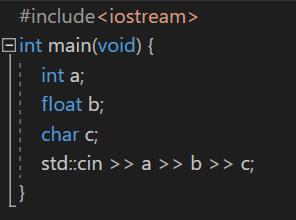 #include<iostream>
int main(void) {
int a;
float b;
char c;
std::cin >> a >> b >> c;
}